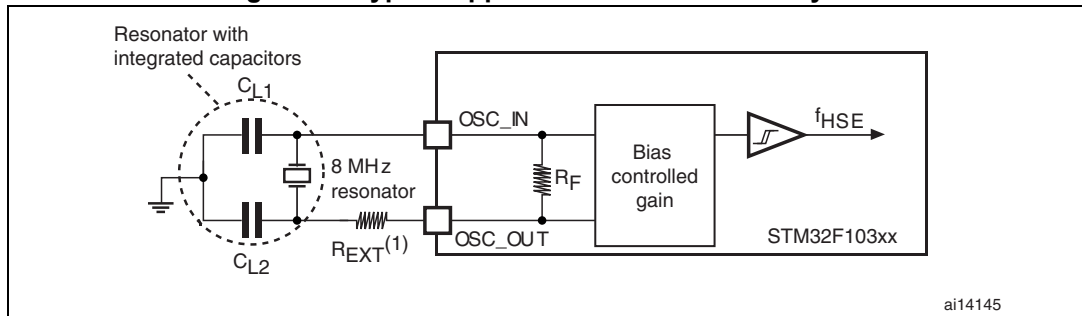 Resonator with
integrated capacitors
CL1
OSC_IN
fHSE
8 MHz
resonator
RF
Bias
controlled
gain
OSC_OUT
STM32F103xx
REXT(1)
CL2
ai14145